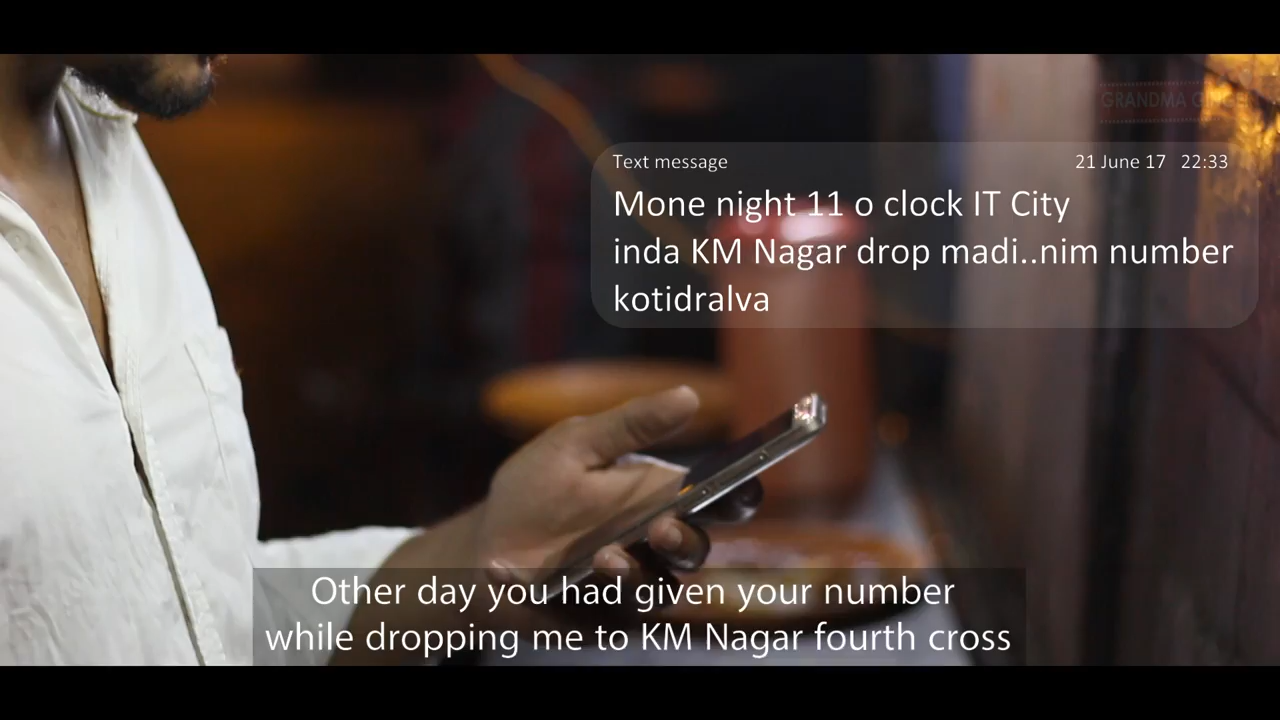 GRANDMA
Text message 21 June 17 22:33
Mone night 11 o clock IT City
inda KM Nagar drop madi..nim number
kotidralva
Other day you had given your number
while dropping me to KM Nagar fourth cross